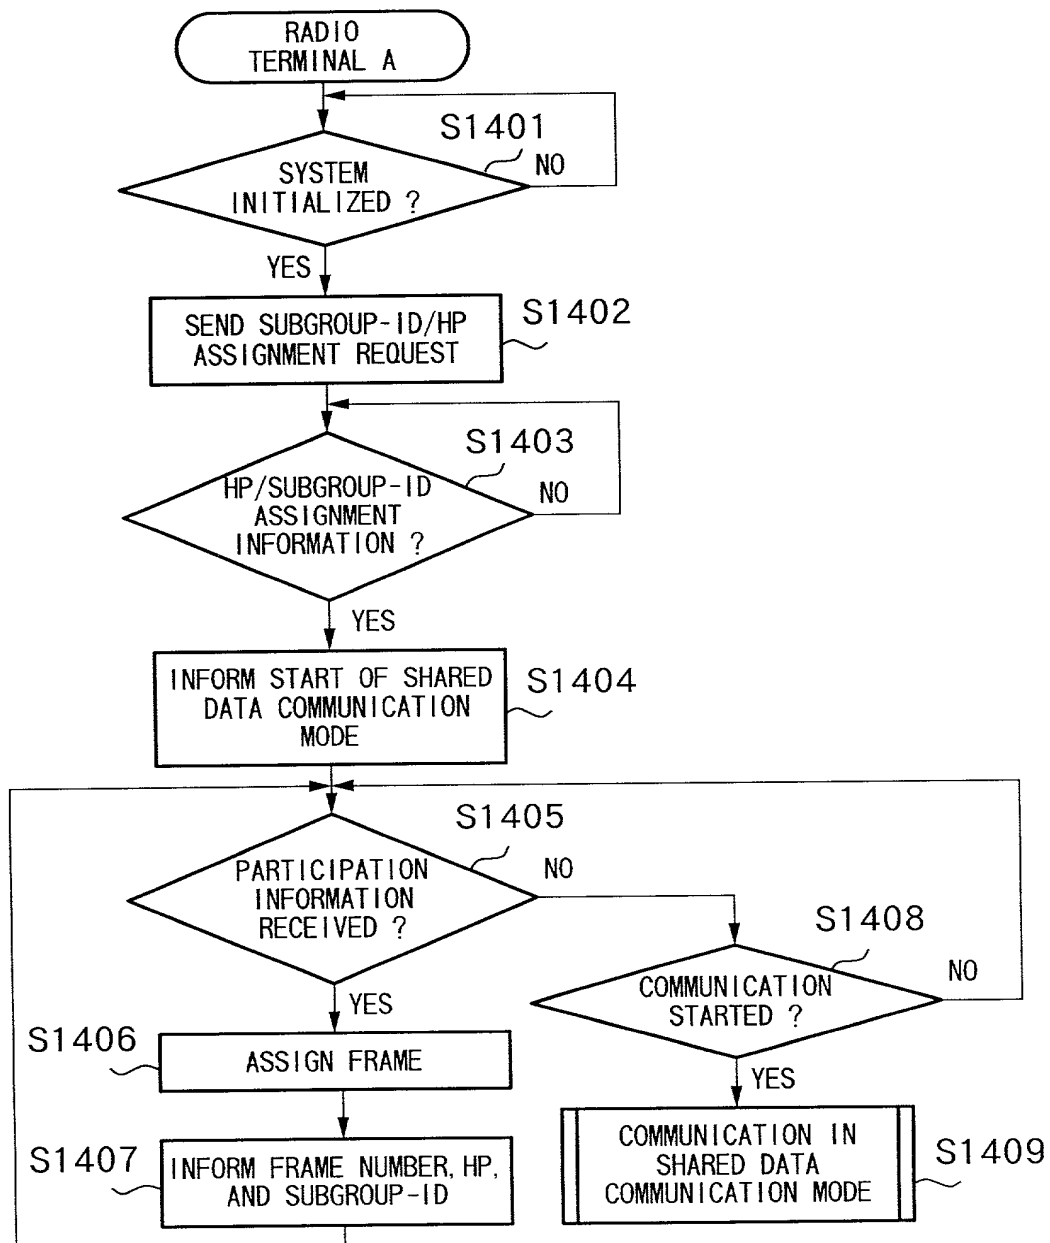 RADIO
TERMINAL A
S1401
SYSTEM
INITIALIZED ?
NO
YES
S1402
SEND SUBGROUP-ID/HP
ASSIGNMENT REQUEST
S1403
HP/SUBGROUP-ID
ASSIGNMENT
INFORMATION ?
NO
YES
S1404
INFORM START OF SHARED
DATA COMMUNICATION
MODE
S1405
PARTICIPATION
INFORMATION
RECEIVED ?
NO
YES
S1408
COMMUNICATION
STARTED ?
NO
YES
S1406
ASSIGN FRAME
S1407
INFORM FRAME NUMBER, HP,
AND SUBGROUP-ID
COMMUNICATION IN
SHARED DATA
COMMUNICATION MODE
S1409